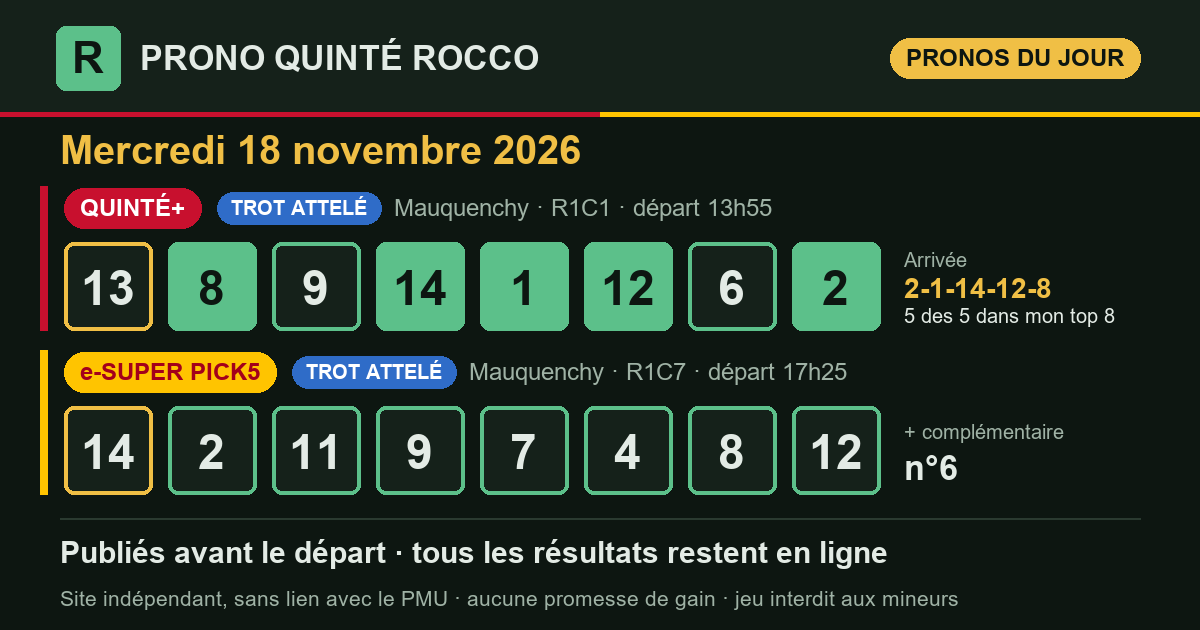 R PRONO QUINTÉ ROCCO PRONOS DU JOUR
Mercredi 18 novembre 2026
QUINTÉ+ TROT ATTELÉ Mauquenchy · R1C1 · départ 13h55
13 8 9 14 1 12 6 2
Arrivée
2-1-14-12-8
5 des 5 dans mon top 8
e-SUPER PICK5 TROT ATTELÉ Mauquenchy · R1C7 · départ 17h25
14 2 11 9 7 4 8 12
+ complémentaire
n°6
Publiés avant le départ · tous les résultats restent en ligne
Site indépendant, sans lien avec le PMU · aucune promesse de gain · jeu interdit aux mineurs